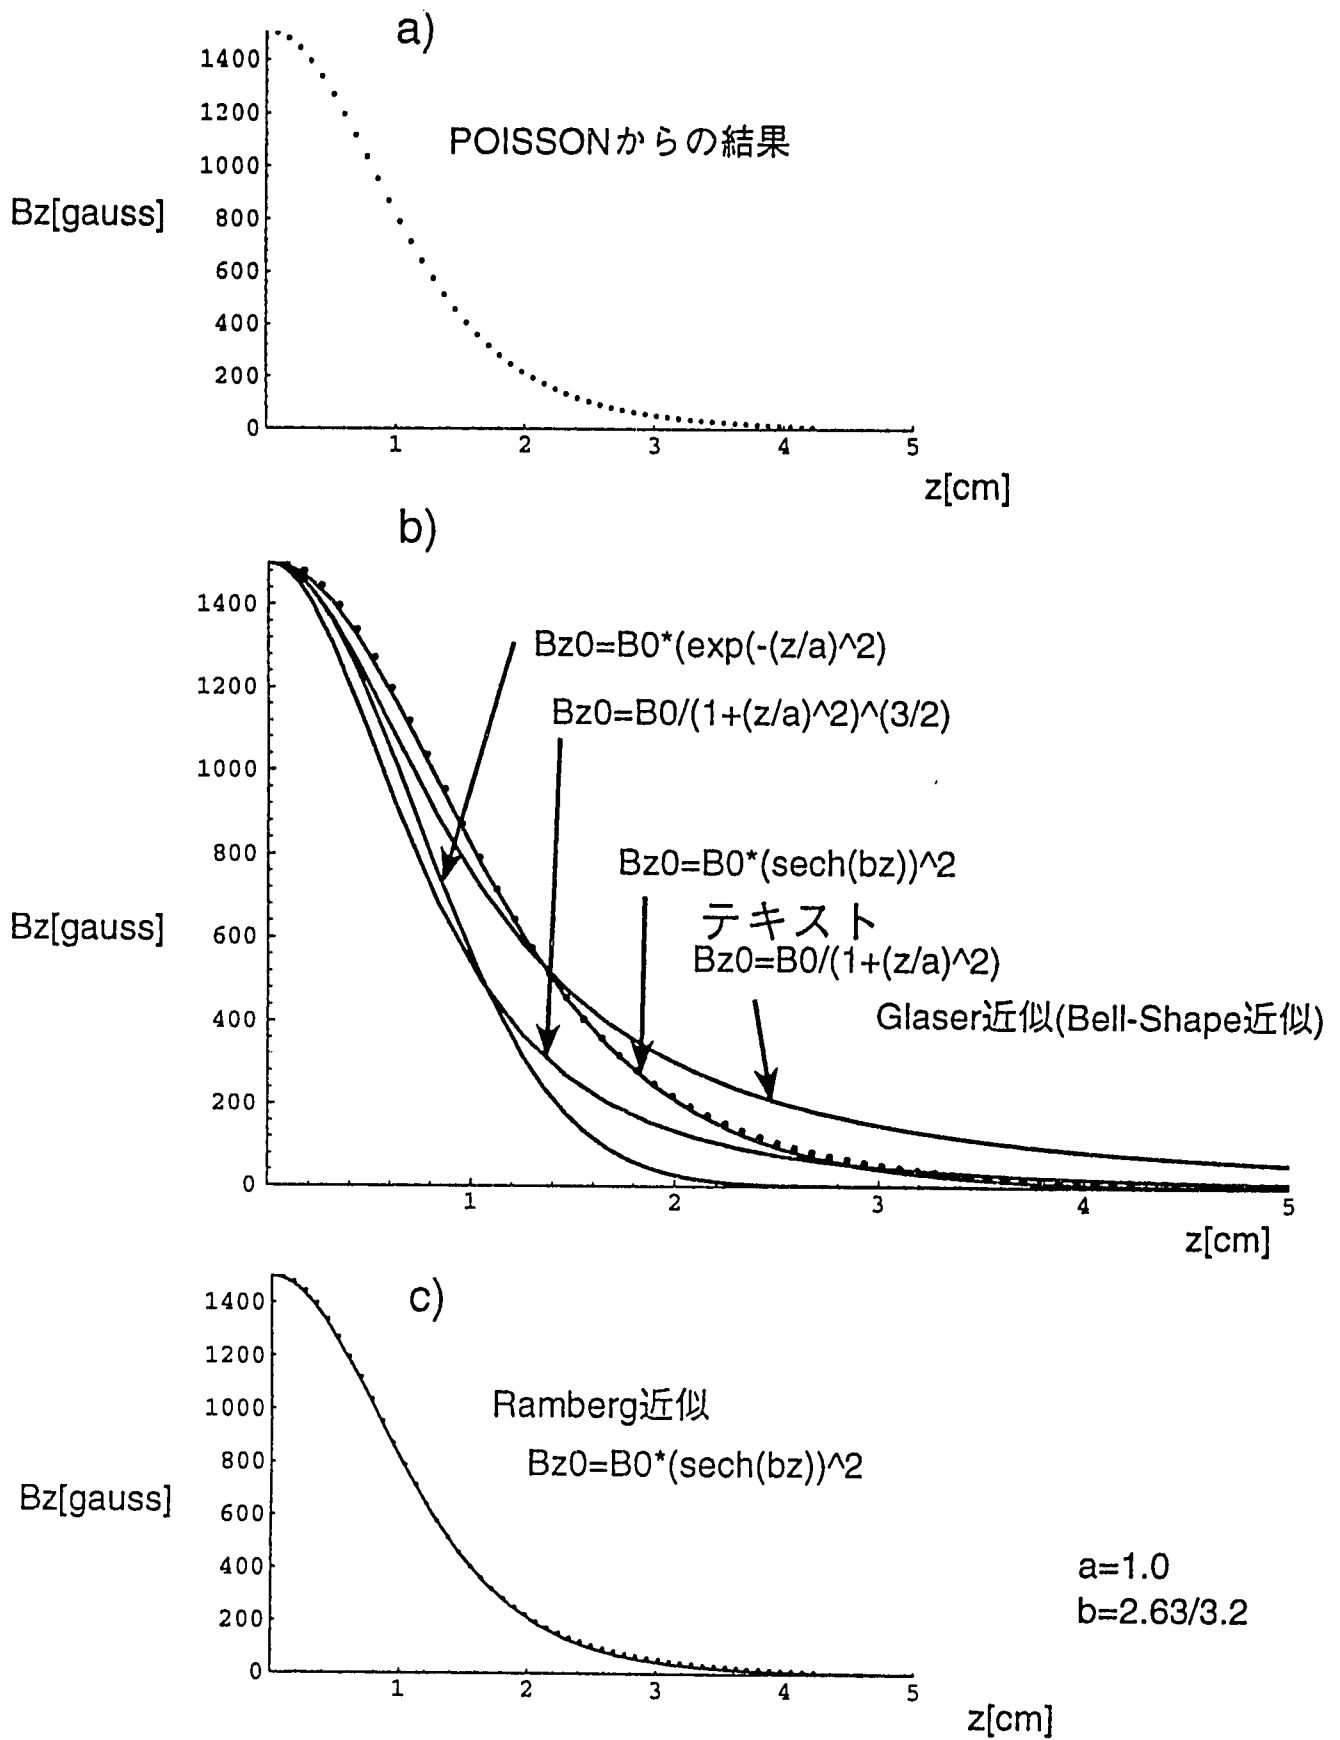 a)
1400
1200
POISSONからの結果
1000
Bz[gauss]
800
600
400
200
0
1 2 3 4 5
z[cm]
b)
1400
Bz0=B0*(exp(-(z/a)^2)
1200
Bz0=B0/(1+(z/a)^2)^(3/2)
1000
800
Bz0=B0*(sech(bz))^2
テキスト
Bz[gauss]
600
Bz0=B0/(1+(z/a)^2)
400
Glaser近似(Bell-Shape近似)
200
0
1 2 3 4 5
z[cm]
c)
1400
1200
1000
Ramberg近似
800
Bz0=B0*(sech(bz))^2
Bz[gauss]
600
400
a=1.0
200
b=2.63/3.2
0
1 2 3 4 5
z[cm]